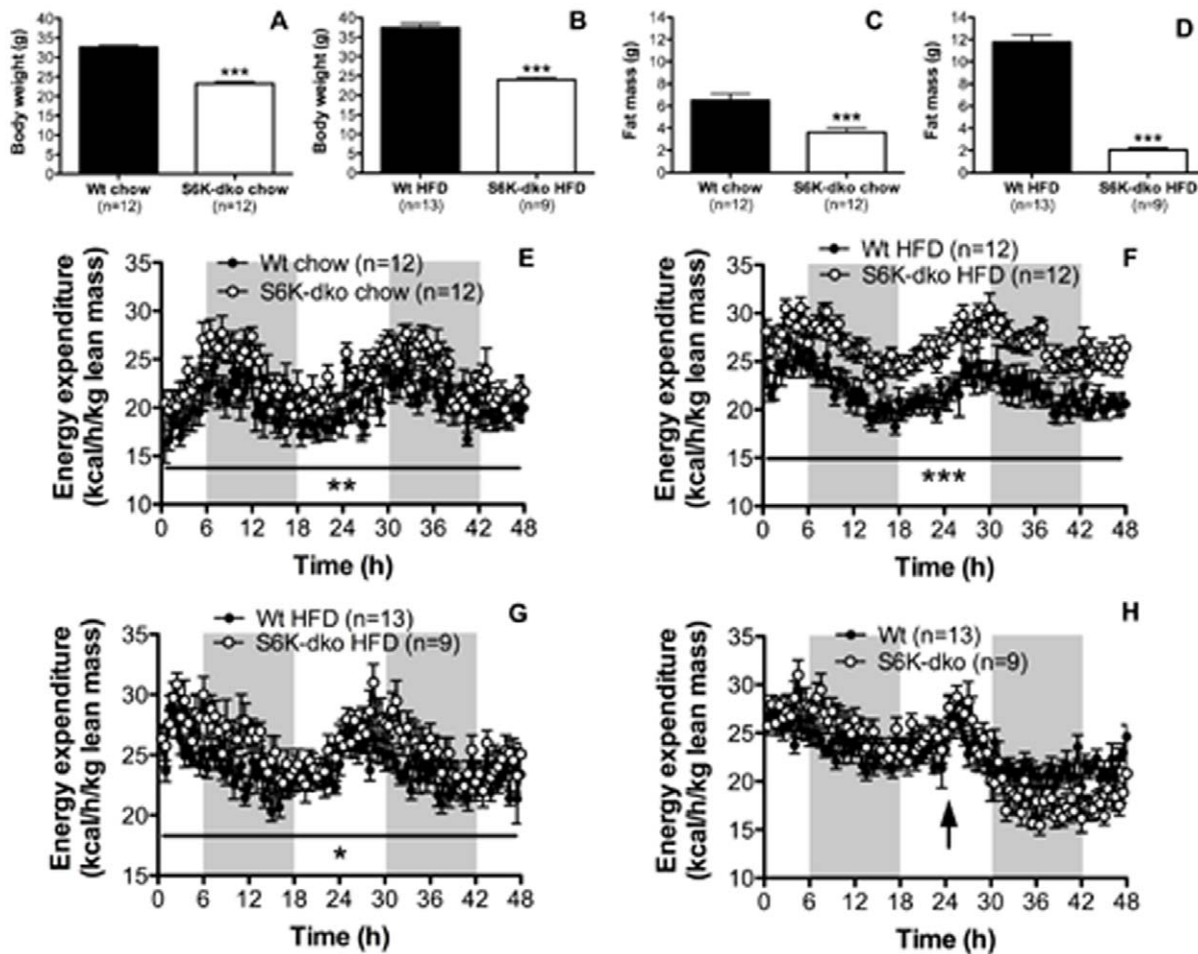 A
Body weight (g)
40
35
30
25
20
15
10
5
0
***
Wt chow
(n=12)
S6K-dko chow
(n=12)
B
Body weight (g)
40
35
30
25
20
15
10
5
0
***
Wt HFD
(n=13)
S6K-dko HFD
(n=9)
C
Fat mass (g)
14
12
10
8
6
4
2
0
***
Wt chow
(n=12)
S6K-dko chow
(n=12)
D
Fat mass (g)
14
12
10
8
6
4
2
0
***
Wt HFD
(n=13)
S6K-dko HFD
(n=9)
E
Wt chow (n=12)
S6K-dko chow (n=12)
Energy expenditure
(kcal/h/kg lean mass)
35
30
25
20
15
10
**
0 6 12 18 24 30 36 42 48
Time (h)
F
Wt HFD (n=12)
S6K-dko HFD (n=12)
Energy expenditure
(kcal/h/kg lean mass)
35
30
25
20
15
10
***
0 6 12 18 24 30 36 42 48
Time (h)
G
Wt HFD (n=13)
S6K-dko HFD (n=9)
Energy expenditure
(kcal/h/kg lean mass)
35
30
25
20
15
*
0 6 12 18 24 30 36 42 48
Time (h)
H
Wt (n=13)
S6K-dko (n=9)
Energy expenditure
(kcal/h/kg lean mass)
35
30
25
20
15
10
0 6 12 18 24 30 36 42 48
Time (h)